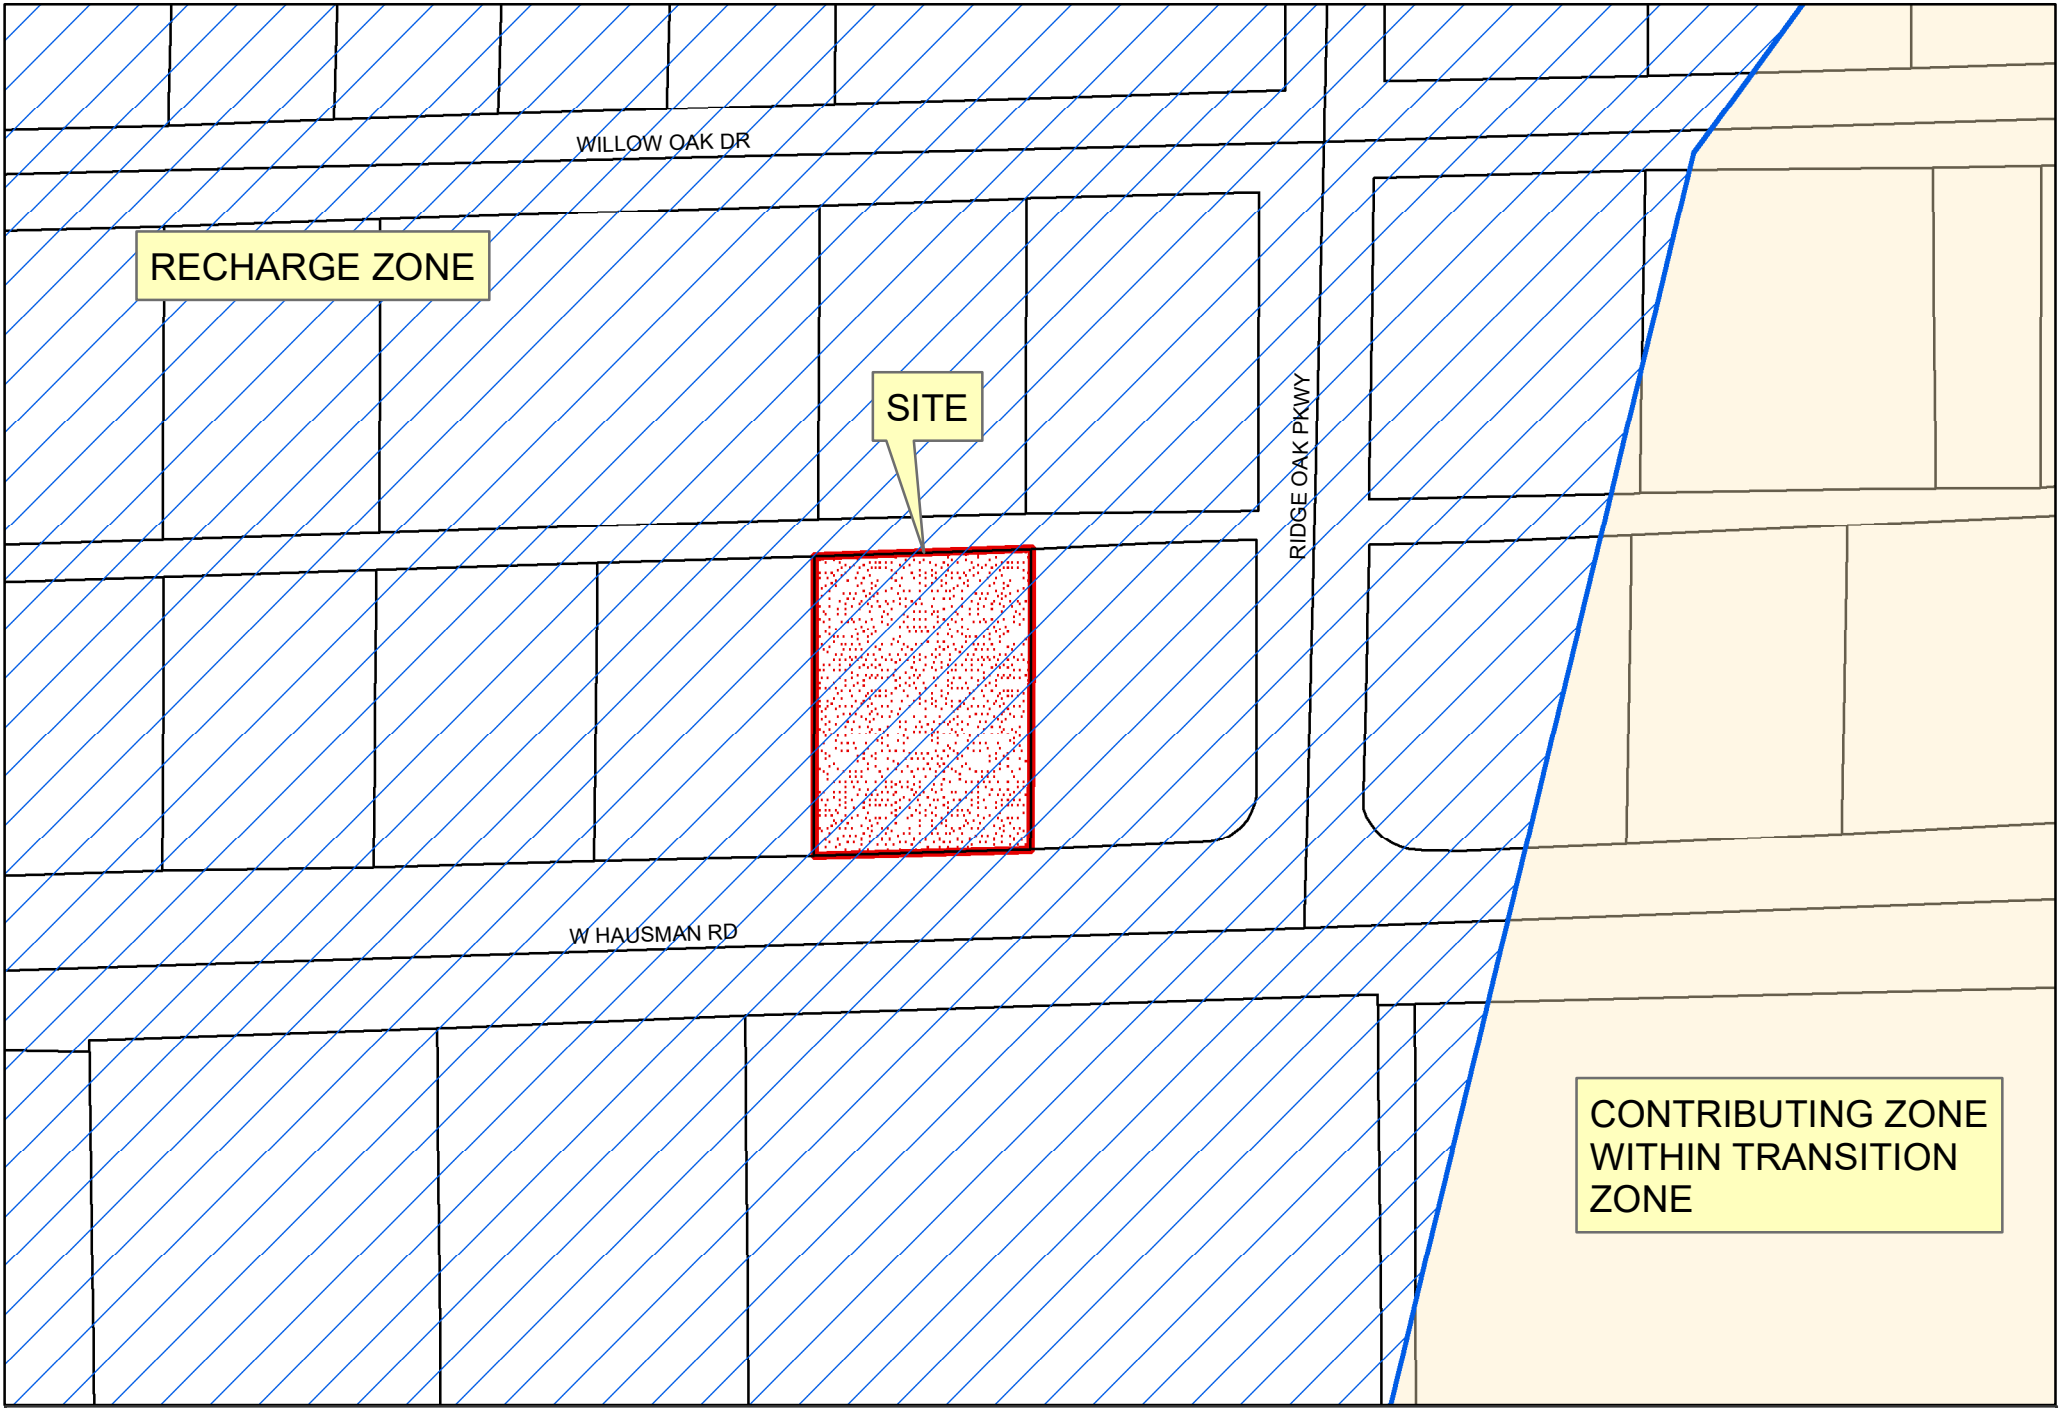 WILLOW OAK DR
RECHARGE ZONE
SITE
RIDGE OAK PKWY
W HAUSMAN RD
CONTRIBUTING ZONE
WITHIN TRANSITION
ZONE